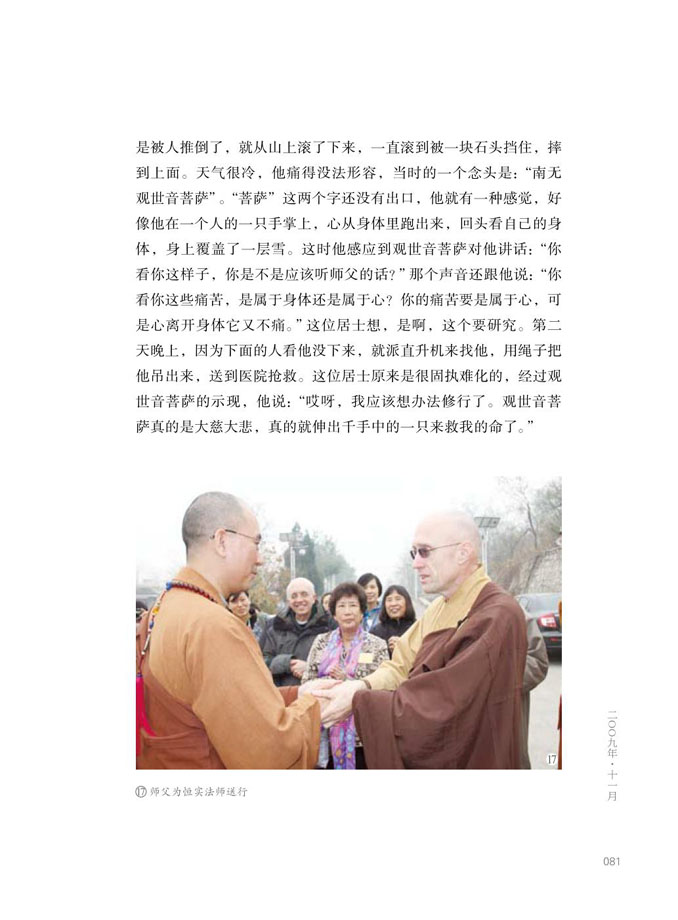 是被人推倒了，就从山上滚了下来，一直滚到被一块石头挡住，摔
到上面。天气很冷，他痛得没法形容，当时的一个念头是：“南无
观世音菩萨”。“菩萨”这两个字还没有出口，他就有一种感觉，好
像他在一个人的一只手掌上，心从身体里跑出来，回头看自己的身
体，身上覆盖了一层雪。这时他感应到观世音菩萨对他讲话：“你
看你这样子，你是不是应该听师父的话？”那个声音还跟他说：“你
看你这些痛苦，是属于身体还是属于心？你的痛苦要是属于心，可
是心离开身体它又不痛。”这位居士想，是啊，这个要研究。第二
天晚上，因为下面的人看他没下来，就派直升机来找他，用绳子把
他吊出来，送到医院抢救。这位居士原来是很固执难化的，经过观
世音菩萨的示现，他说：“哎呀，我应该想办法修行了。观世音菩
萨真的是大慈大悲，真的就伸出千手中的一只来救我的命了。”
17
⑰ 师父为恒实法师送行
二〇〇九年·十一月
081